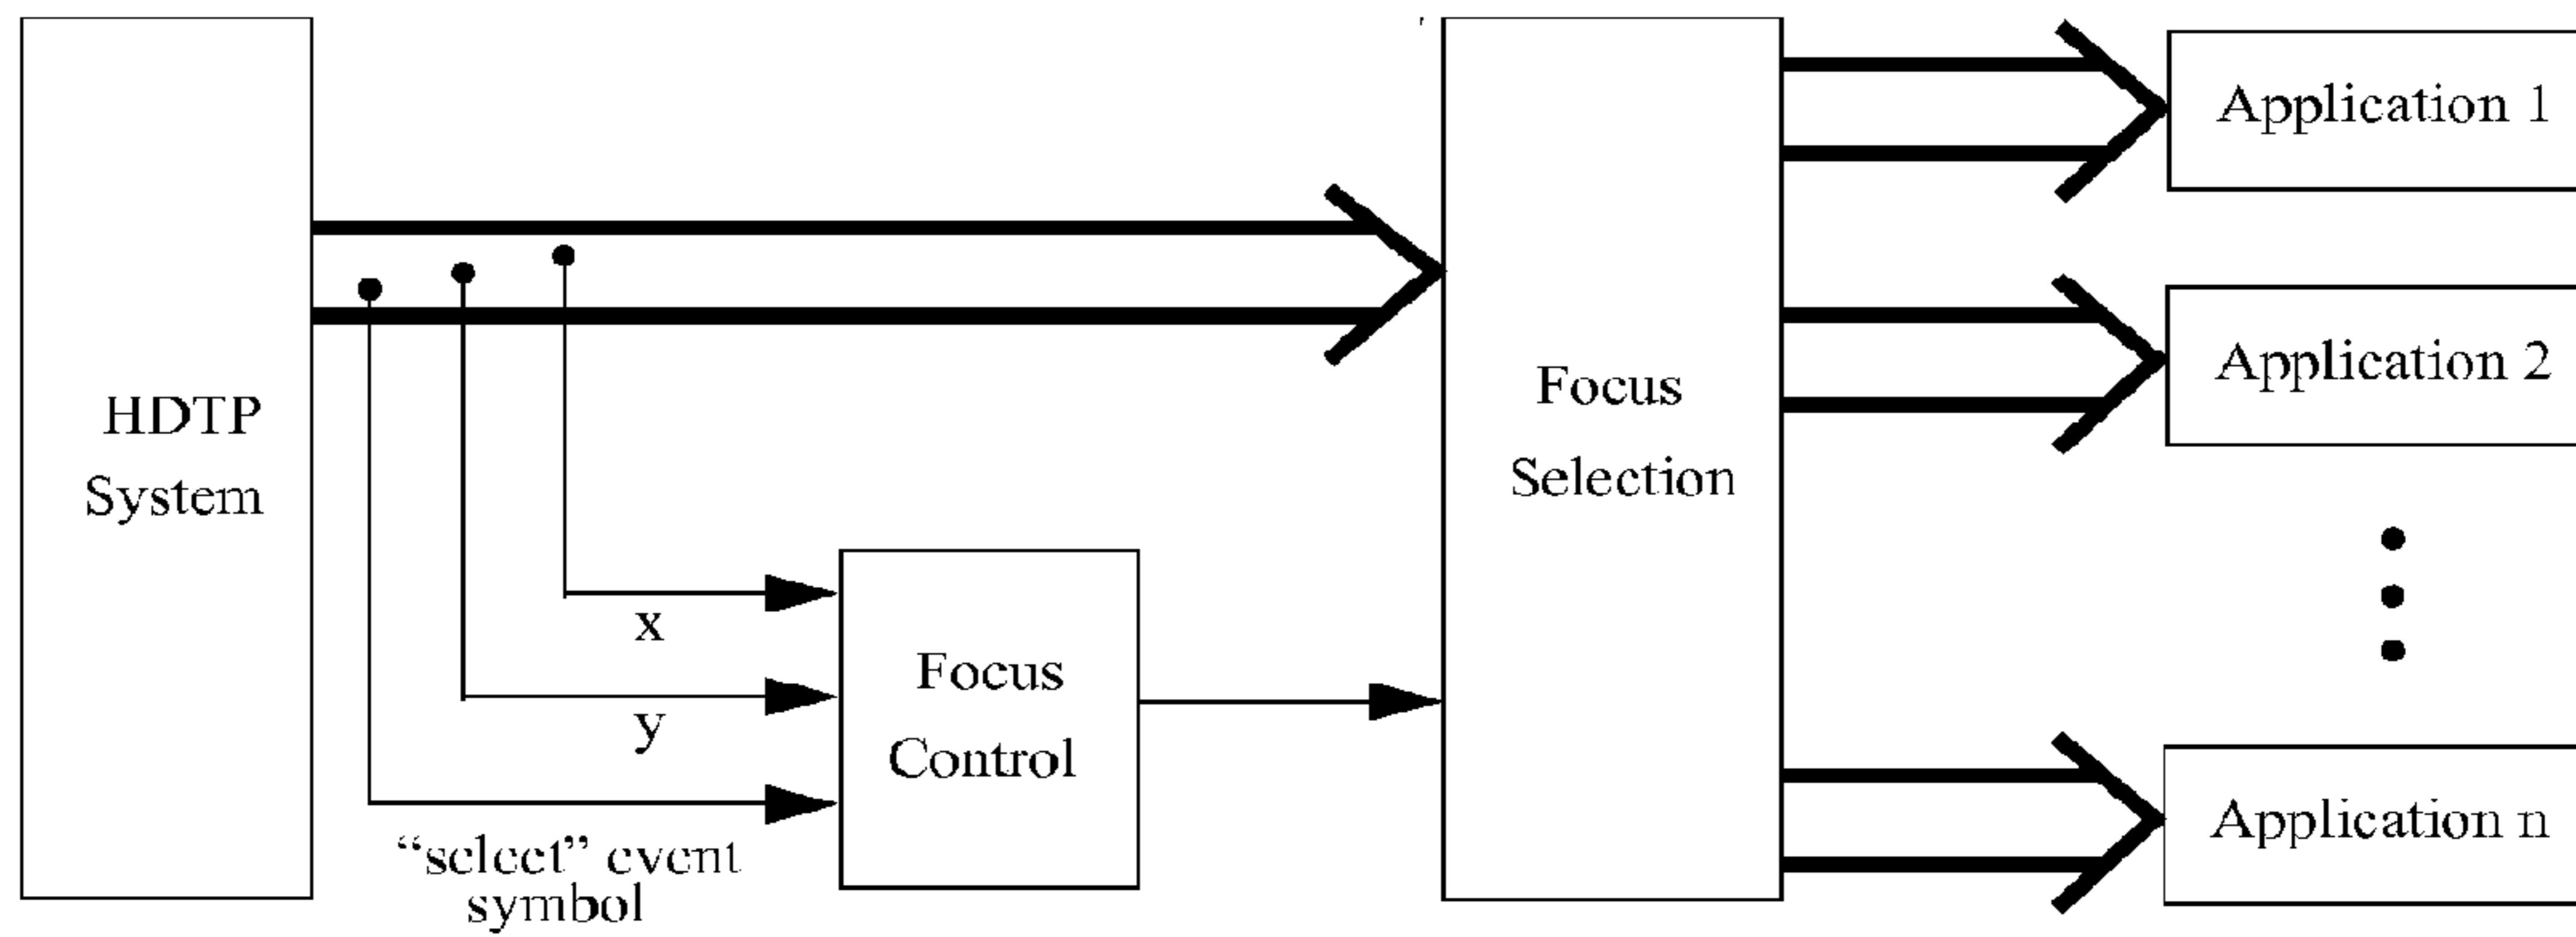 HDTP
System
x
y
“select” event
symbol
Focus
Control
Focus
Selection
Application 1
Application 2
Application n